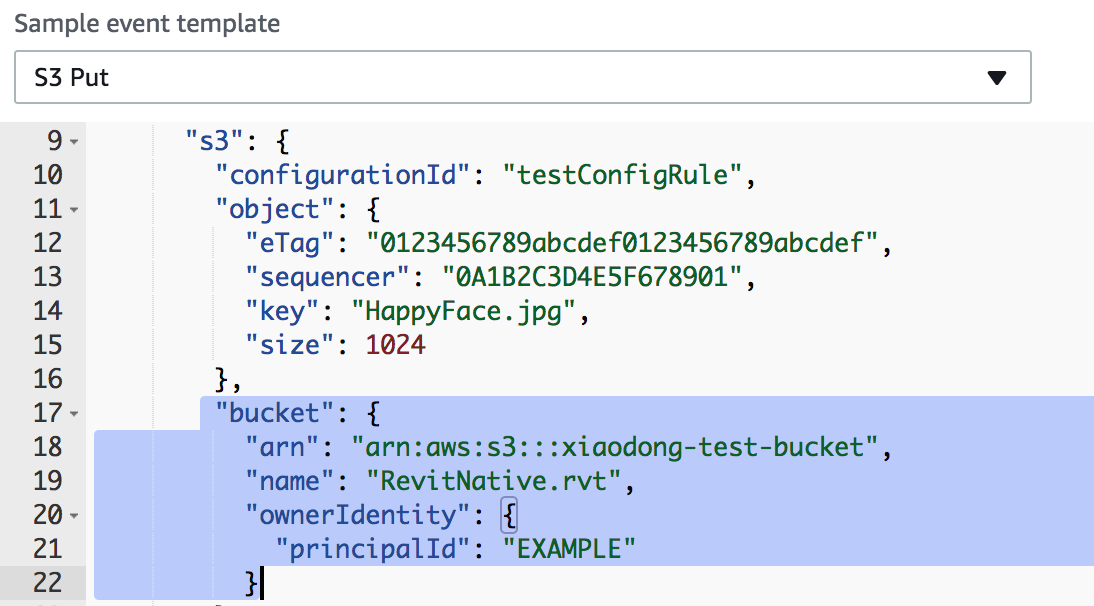 Sample event template
S3 Put
9 "s3": {
10 "configurationId": "testConfigRule",
11 "object": {
12 "eTag": "0123456789abcdef0123456789abcdef",
13 "sequencer": "0A1B2C3D4E5F678901",
14 "key": "HappyFace.jpg",
15 "size": 1024
16 },
17 "bucket": {
18 "arn": "arn:aws:s3:::xiaodong-test-bucket",
19 "name": "RevitNative.rvt",
20 "ownerIdentity": {
21 "principalId": "EXAMPLE"
22 }